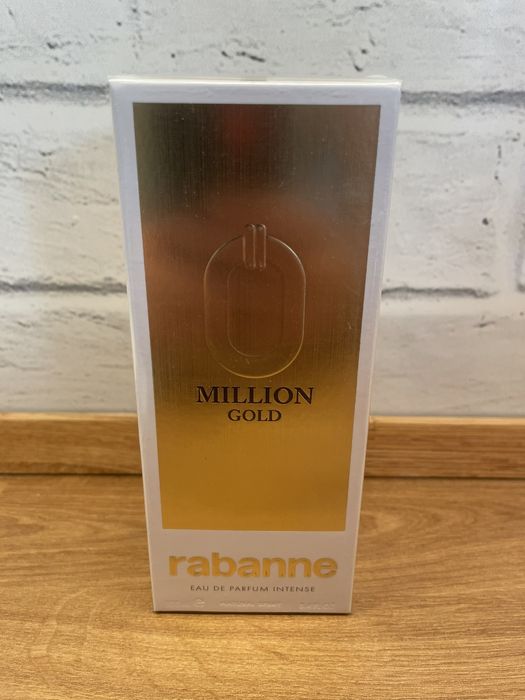 MILLION
GOLD
rabanne
EAU DE PARFUM INTENSE